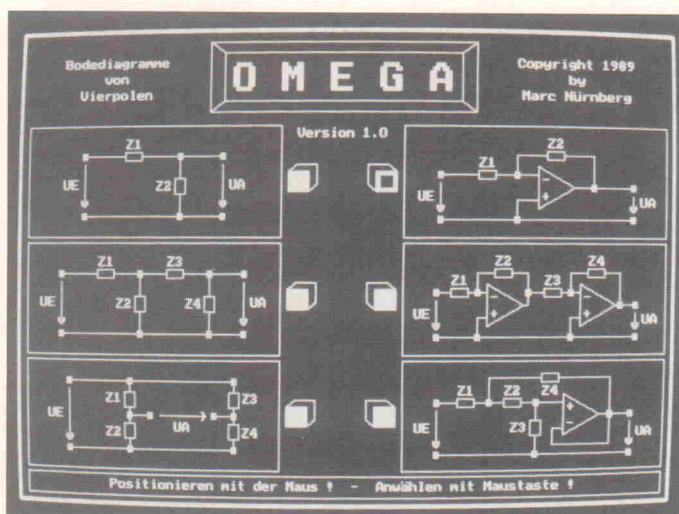 Bodediagramme
von
Vierpolen
OMEGA
Copyright 1989
by
Marc Nürnberg
Version 1.0
Z1
UE
Z2
UA
Z2
Z1
UE
+
UA
Z1
Z3
UE
Z2
Z4
UA
Z2
Z4
Z1
Z3
UE
-
+
-
+
UA
UE
Z1
Z3
UA
Z2
Z4
Z1
Z2
Z4
UE
Z3
+
-
UA
Positionieren mit der Maus ! - Anwählen mit Maustaste !